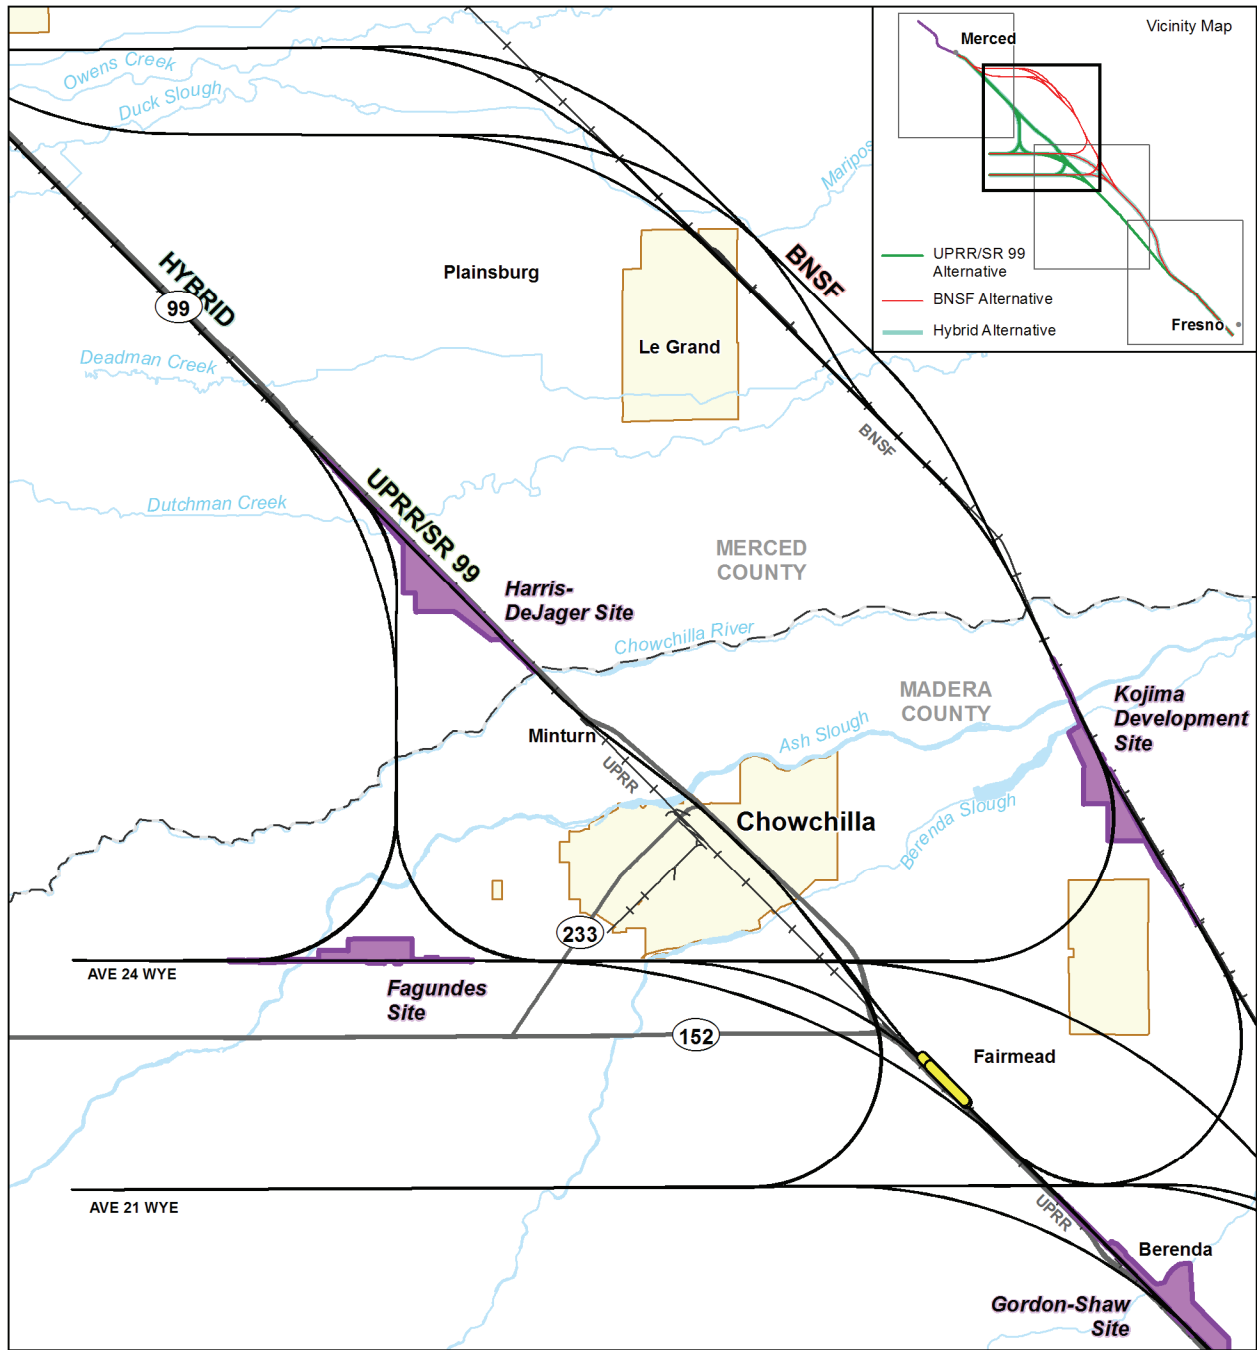 Vicinity Map
Merced
UPRR/SR 99
Alternative
BNSF Alternative
Hybrid Alternative
Fresno
Owens Creek
Duck Slough
Maripos
HYBRID
99
Plainsburg
BNSF
Le Grand
Deadman Creek
BNSF
UPRR/SR 99
Dutchman Creek
MERCED
COUNTY
Harris-
DeJager Site
Chowchilla River
MADERA
COUNTY
Kojima
Development
Site
Minturn
Ash Slough
UPRR
Chowchilla
Berenda Slough
233
AVE 24 WYE
Fagundes
Site
152
Fairmead
AVE 21 WYE
UPRR
Berenda
Gordon-Shaw
Site